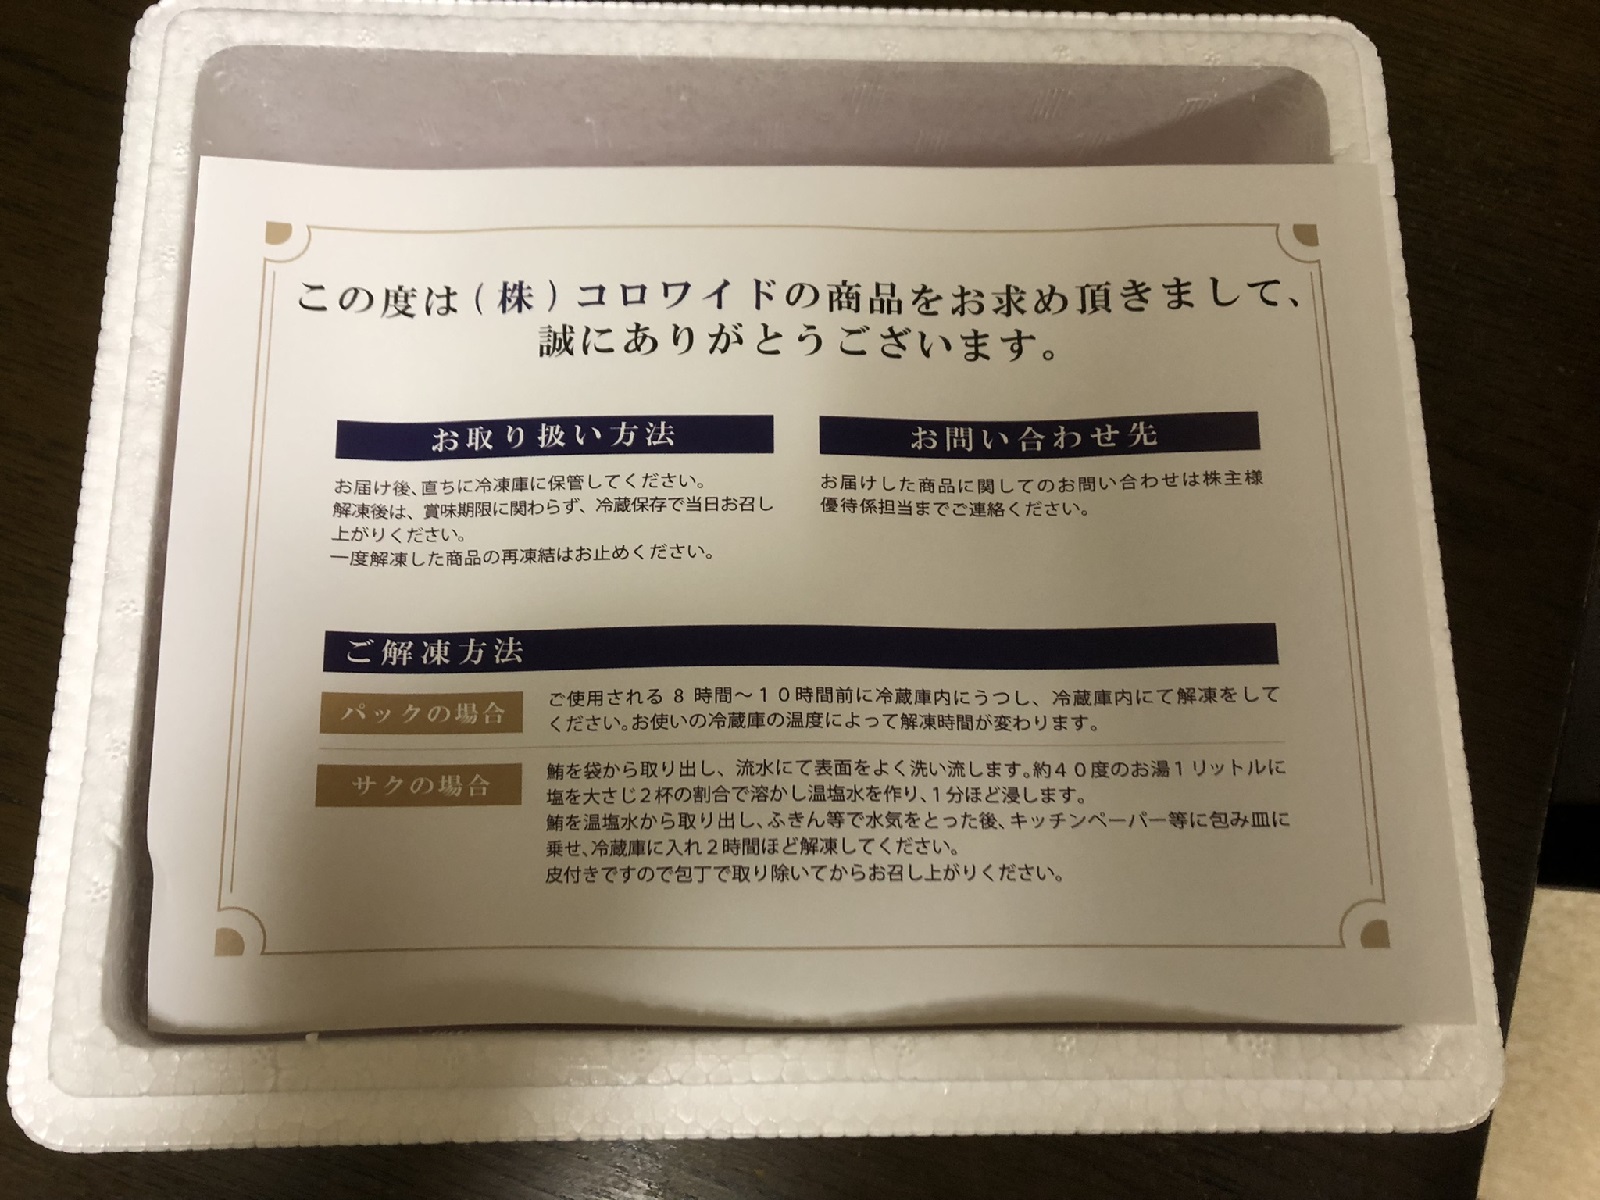 この度は（株）コロワイドの商品をお求め頂きまして、
誠にありがとうございます。
お取り扱い方法
お届け後、直ちに冷凍庫に保管してください。
解凍後は、賞味期限に関わらず、冷蔵保存で当日お召し
上がりください。
一度解凍した商品の再凍結はお止めください。
お問い合わせ先
お届けした商品に関してのお問い合わせは株主様
優待係担当までご連絡ください。
ご解凍方法
パックの場合
ご使用される８時間～１０時間前に冷蔵庫内にうつし、冷蔵庫内にて解凍をして
ください。お使いの冷蔵庫の温度によって解凍時間が変わります。
サクの場合
鮪を袋から取り出し、流水にて表面をよく洗い流します。約４０度のお湯１リットルに
塩を大さじ２杯の割合で溶かし温塩水を作り、１分ほど浸します。
鮪を温塩水から取り出し、ふきん等で水気をとった後、キッチンペーパー等に包み皿に
乗せ、冷蔵庫に入れ２時間ほど解凍してください。
皮付きですので包丁で取り除いてからお召し上がりください。